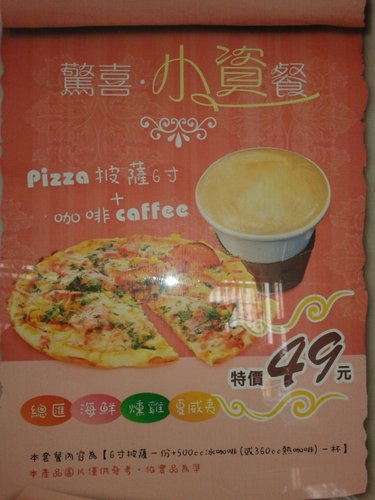 驚喜·小資餐
Pizza 披薩6寸
+
咖啡caffee
特價49元
總匯 海鮮 燻雞 夏威夷
本套餐內容為【6寸披薩一份+500cc冰咖啡(或360cc熱咖啡)一杯】
本產品圖片僅供參考，依實品為準